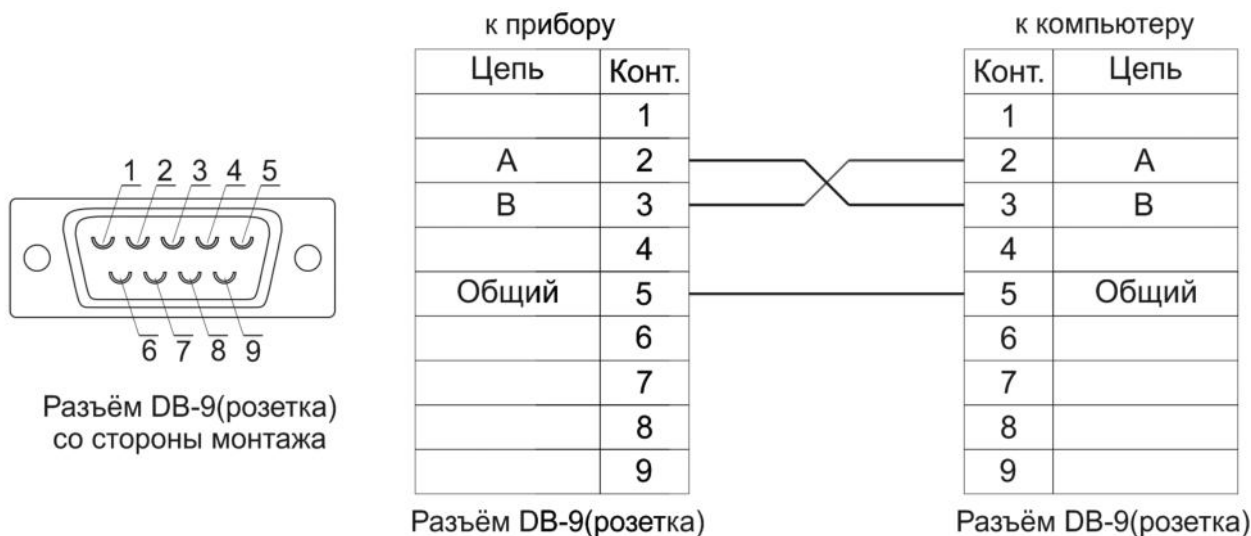 1 2 3 4 5
6 7 8 9
Разъём DB-9(розетка)
со стороны монтажа
к прибору
Цепь Конт.
1
А 2
В 3
4
Общий 5
6
7
8
9
Разъём DB-9(розетка)
к компьютеру
Конт. Цепь
1
2 А
3 В
4
5 Общий
6
7
8
9
Разъём DB-9(розетка)